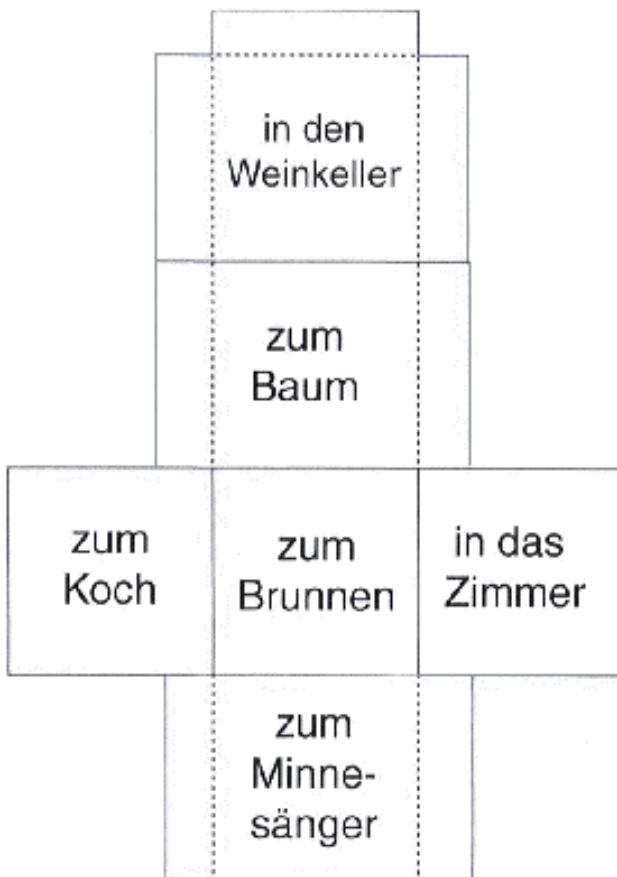 in den
Weinkeller
zum
Baum
zum
Koch
zum
Brunnen
in das
Zimmer
zum
Minne-
sänger